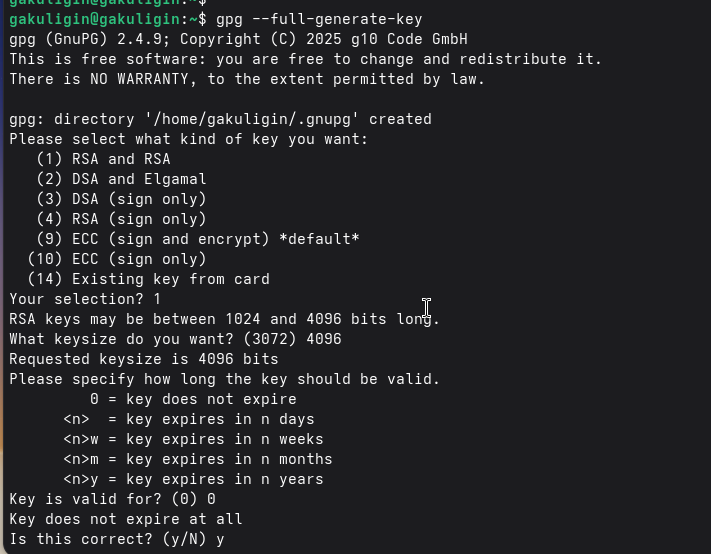 gakuligin@gakuligin:~$
gakuligin@gakuligin:~$ gpg --full-generate-key
gpg (GnuPG) 2.4.9; Copyright (C) 2025 g10 Code GmbH
This is free software: you are free to change and redistribute it.
There is NO WARRANTY, to the extent permitted by law.

gpg: directory '/home/gakuligin/.gnupg' created
Please select what kind of key you want:
   (1) RSA and RSA
   (2) DSA and Elgamal
   (3) DSA (sign only)
   (4) RSA (sign only)
   (9) ECC (sign and encrypt) *default*
  (10) ECC (sign only)
  (14) Existing key from card
Your selection? 1
RSA keys may be between 1024 and 4096 bits long.
What keysize do you want? (3072) 4096
Requested keysize is 4096 bits
Please specify how long the key should be valid.
         0 = key does not expire
      <n>  = key expires in n days
      <n>w = key expires in n weeks
      <n>m = key expires in n months
      <n>y = key expires in n years
Key is valid for? (0) 0
Key does not expire at all
Is this correct? (y/N) y